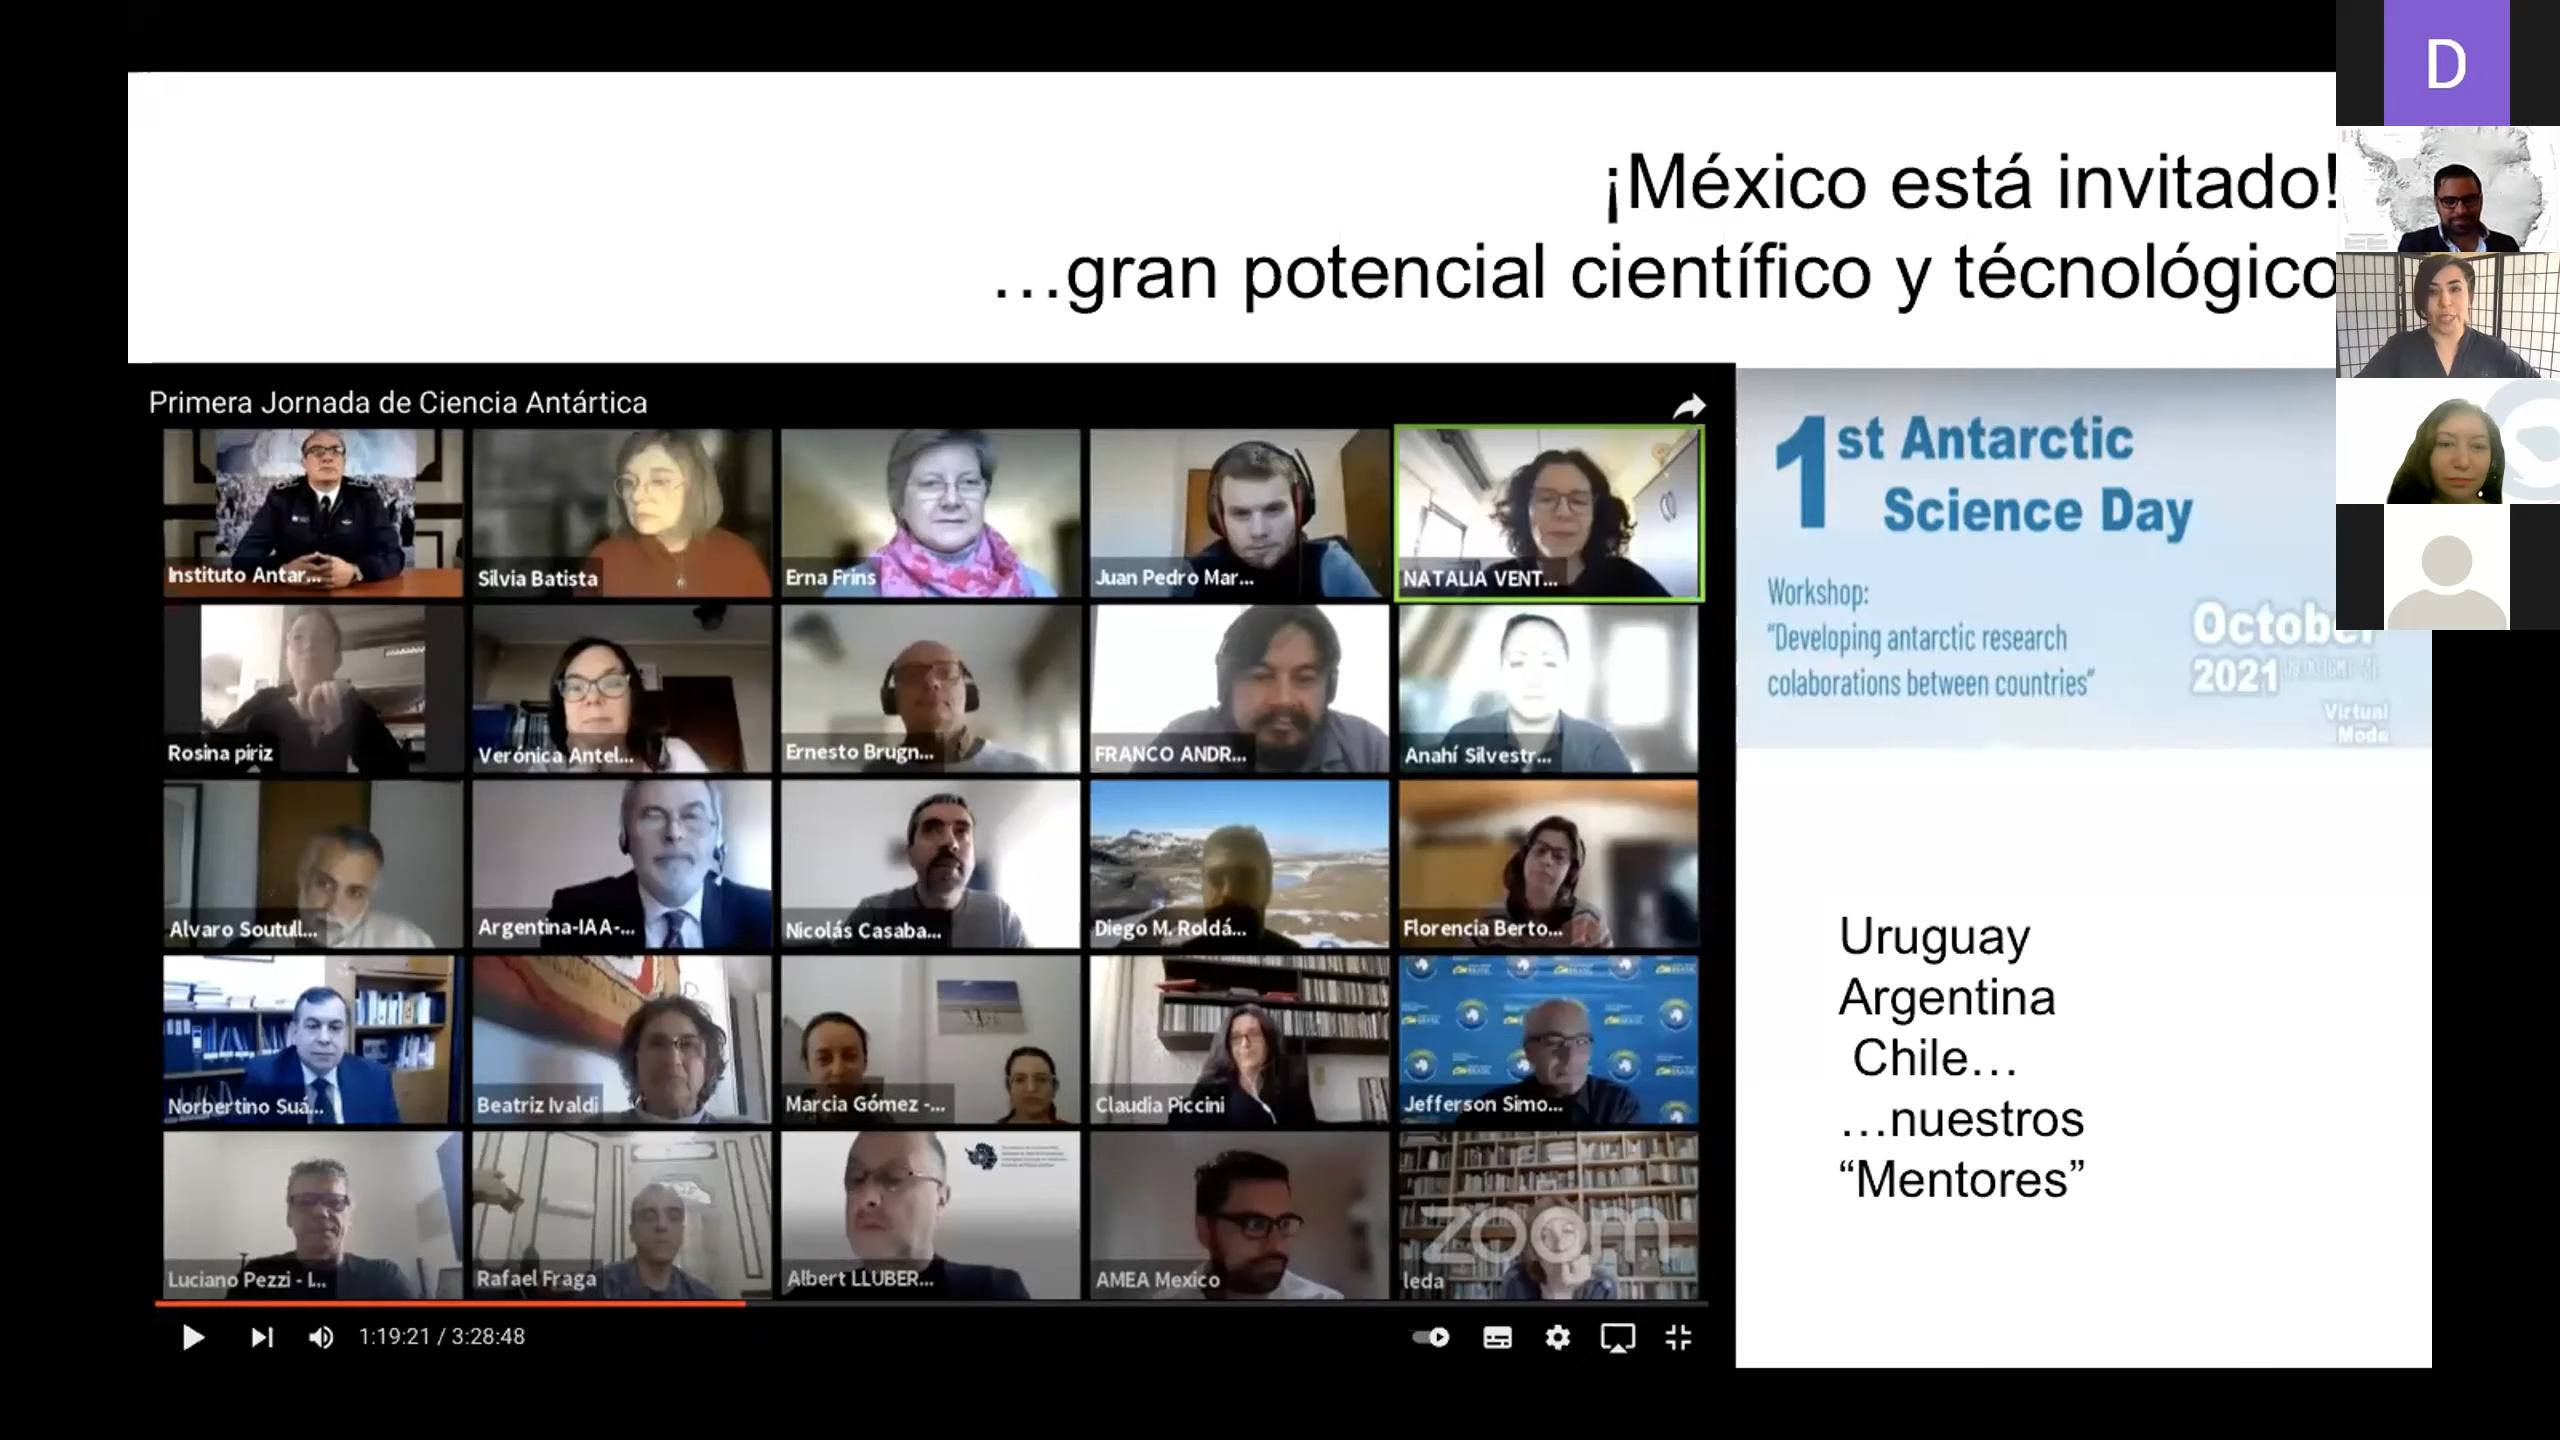 D
¡México está invitado!
…gran potencial científico y técnológico
Primera Jornada de Ciencia Antártica
Instituto Antar...
Silvia Batista
Erna Frins
Juan Pedro Mar...
NATALIA VENT...
Rosina piriz
Verónica Antel...
Ernesto Brugn...
FRANCO ANDR...
Anahí Silvestr...
Alvaro Soutull...
Argentina-IAA-...
Nicolás Casaba...
Diego M. Roldá...
Florencia Berto...
Norbertino Suá...
Beatriz Ivaldi
Marcia Gómez -...
Claudia Piccini
Jefferson Simo...
Luciano Pezzi - I...
Rafael Fraga
Albert LLUBER...
AMEA Mexico
leda
zoom
1:19:21 / 3:28:48
1st Antarctic
Science Day
Workshop:
"Developing antarctic research
colaborations between countries"
October
2021
Virtual
Mode
Uruguay
Argentina
Chile…
…nuestros
“Mentores”